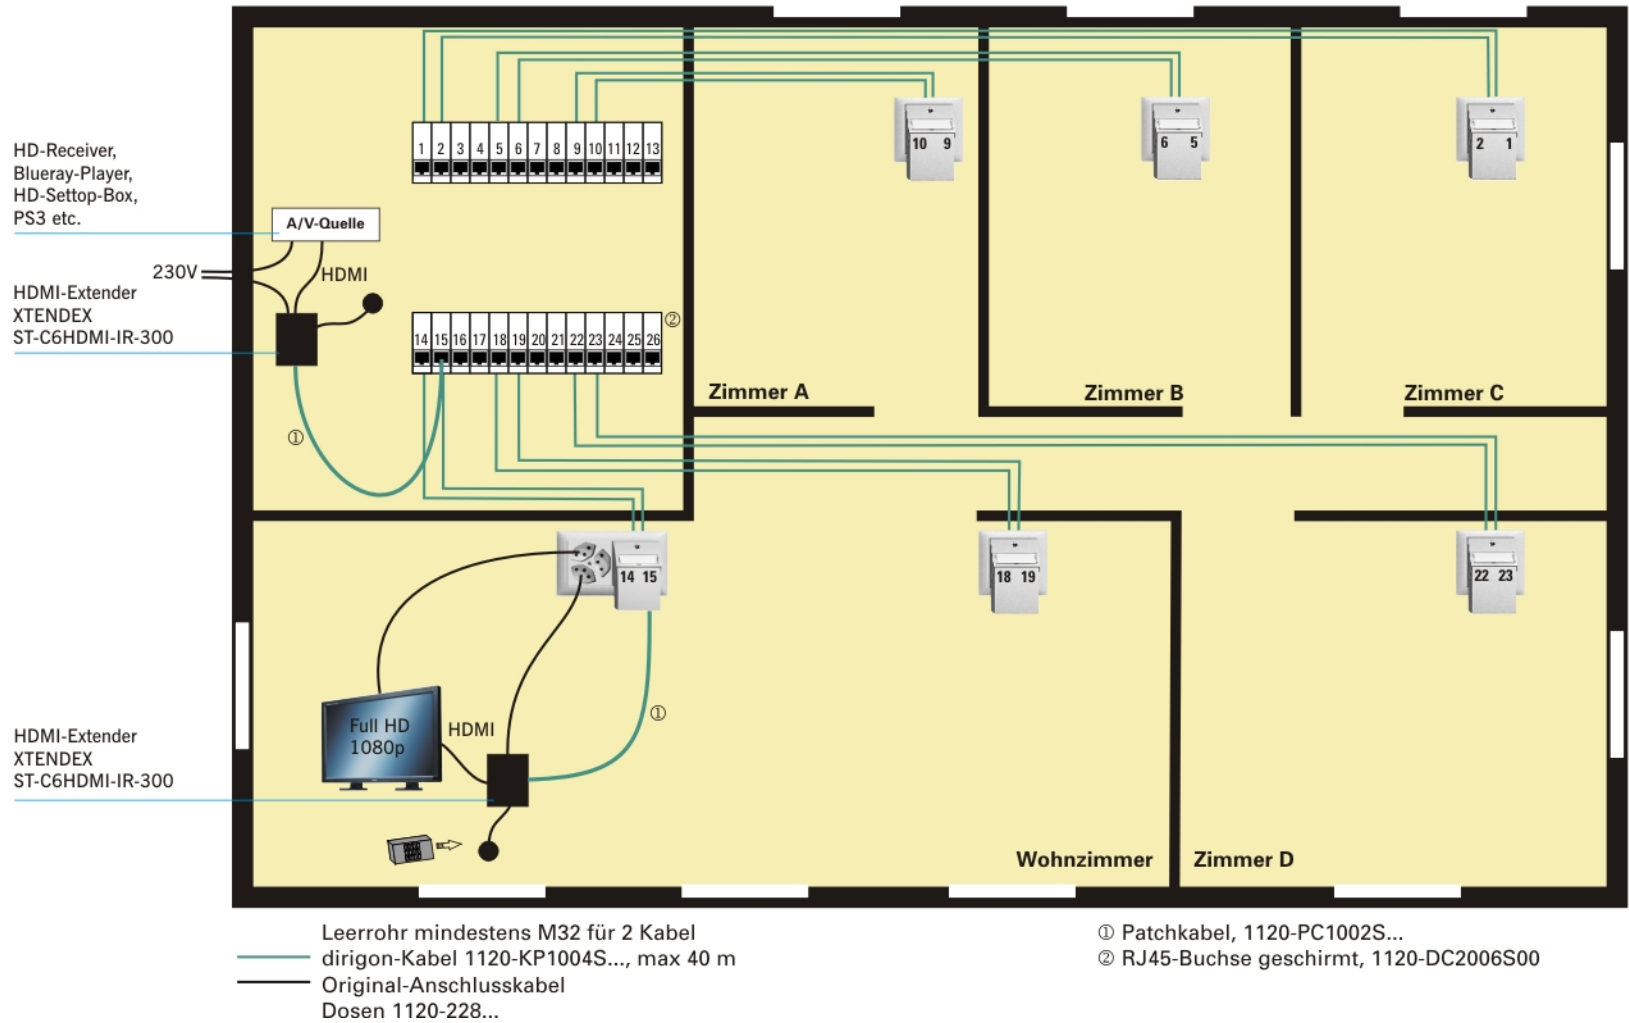 1 2 3 4 5 6 7 8 9 10 11 12 13
10 9
6 5
2 1
HD-Receiver,
Blueray-Player,
HD-Settop-Box,
PS3 etc.
A/V-Quelle
230V
HDMI
HDMI-Extender
XTENDEX
ST-C6HDMI-IR-300
14 15 16 17 18 19 20 21 22 23 24 25 26
②
Zimmer A
Zimmer B
Zimmer C
①
14 15
18 19
22 23
①
Full HD
1080p
HDMI
HDMI-Extender
XTENDEX
ST-C6HDMI-IR-300
Wohnzimmer
Zimmer D
Leerrohr mindestens M32 für 2 Kabel
dirigon-Kabel 1120-KP1004S..., max 40 m
Original-Anschlusskabel
Dosen 1120-228...
① Patchkabel, 1120-PC1002S...
② RJ45-Buchse geschirmt, 1120-DC2006S00